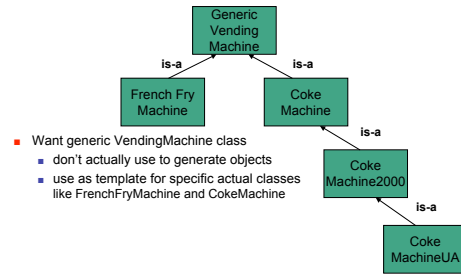 Generic
Vending
Machine
is-a
is-a
French Fry
Machine
Coke
Machine
is-a
Want generic VendingMachine class
don't actually use to generate objects
use as template for specific actual classes
like FrenchFryMachine and CokeMachine
Coke
Machine2000
is-a
Coke
MachineUA